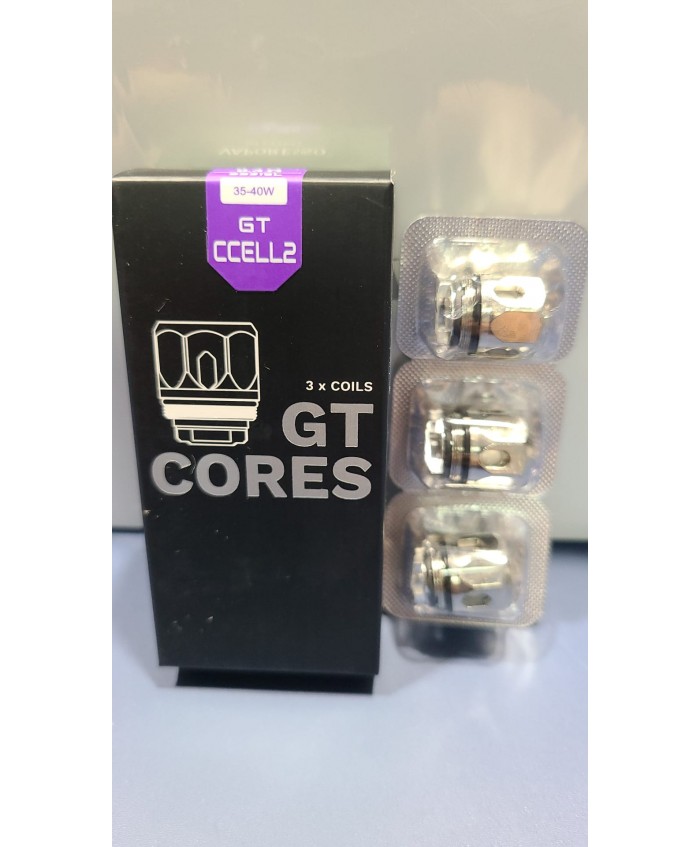 35-40W
GT
CCELL2
3 x COILS
GT
CORES